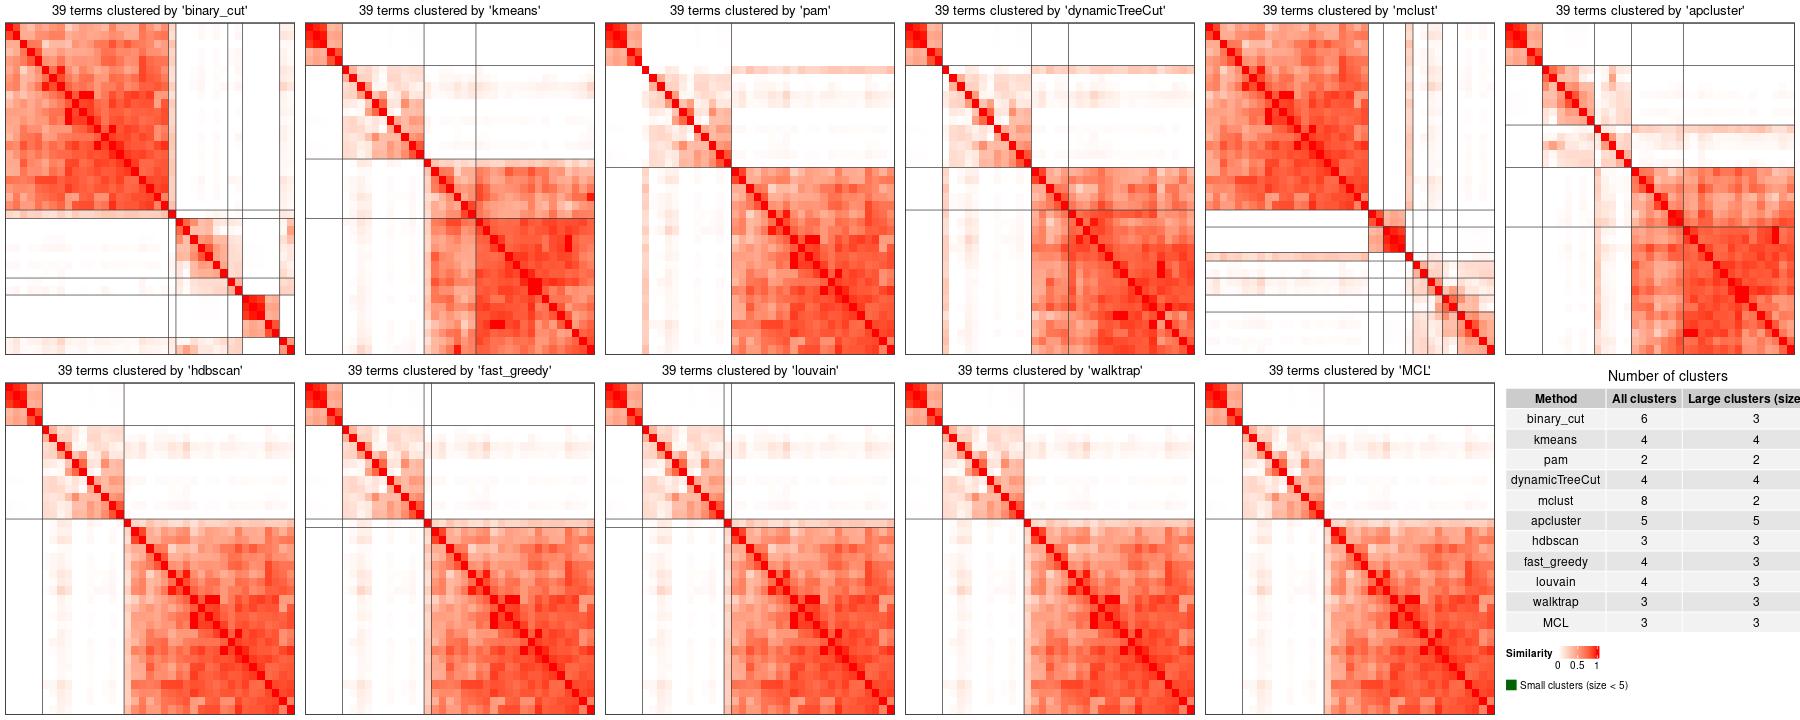 39 terms clustered by 'binary_cut'
39 terms clustered by 'kmeans'
39 terms clustered by 'pam'
39 terms clustered by 'dynamicTreeCut'
39 terms clustered by 'mclust'
39 terms clustered by 'apcluster'
39 terms clustered by 'hdbscan'
39 terms clustered by 'fast_greedy'
39 terms clustered by 'louvain'
39 terms clustered by 'walktrap'
39 terms clustered by 'MCL'
Number of clusters
Method All clusters Large clusters (size
binary_cut 6 3
kmeans 4 4
pam 2 2
dynamicTreeCut 4 4
mclust 8 2
apcluster 5 5
hdbscan 3 3
fast_greedy 4 3
louvain 4 3
walktrap 3 3
MCL 3 3
Similarity
0 0.5 1
Small clusters (size < 5)